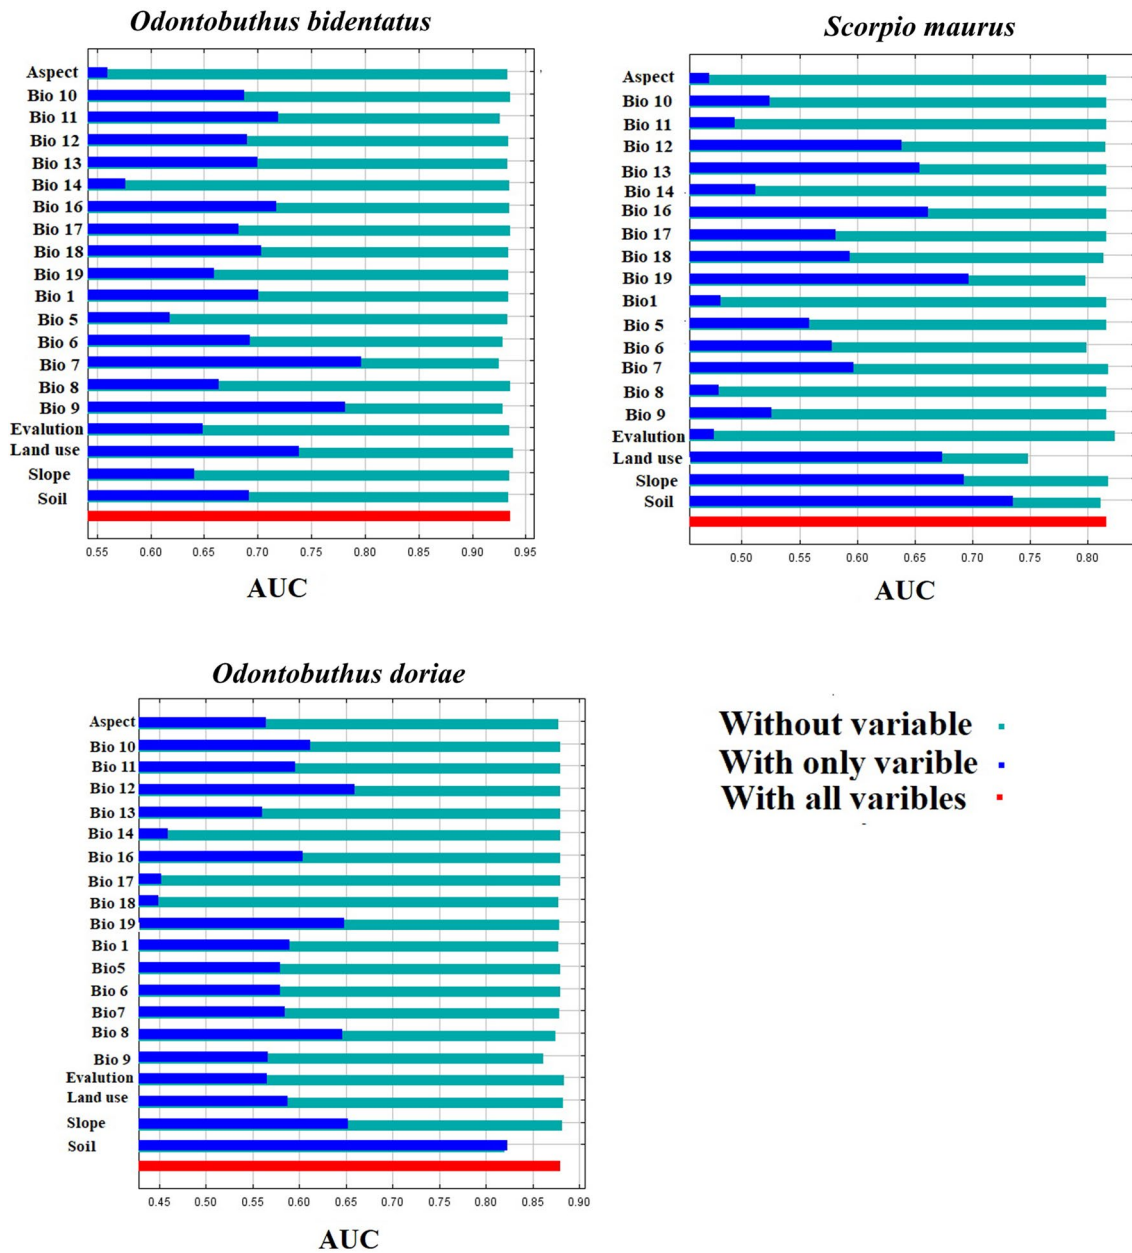 Odontobuthus bidentatus
Aspect
Bio 10
Bio 11
Bio 12
Bio 13
Bio 14
Bio 16
Bio 17
Bio 18
Bio 19
Bio 1
Bio 5
Bio 6
Bio 7
Bio 8
Bio 9
Evalution
Land use
Slope
Soil
0.55 0.60 0.65 0.70 0.75 0.80 0.85 0.90 0.95
AUC
Scorpio maurus
Aspect
Bio 10
Bio 11
Bio 12
Bio 13
Bio 14
Bio 16
Bio 17
Bio 18
Bio 19
Bio1
Bio 5
Bio 6
Bio 7
Bio 8
Bio 9
Evalution
Land use
Slope
Soil
0.50 0.55 0.60 0.65 0.70 0.75 0.80
AUC
Odontobuthus doriae
Aspect
Bio 10
Bio 11
Bio 12
Bio 13
Bio 14
Bio 16
Bio 17
Bio 18
Bio 19
Bio 1
Bio5
Bio 6
Bio7
Bio 8
Bio 9
Evalution
Land use
Slope
Soil
0.45 0.50 0.55 0.60 0.65 0.70 0.75 0.80 0.85 0.90
AUC
Without variable
With only varible
With all varibles